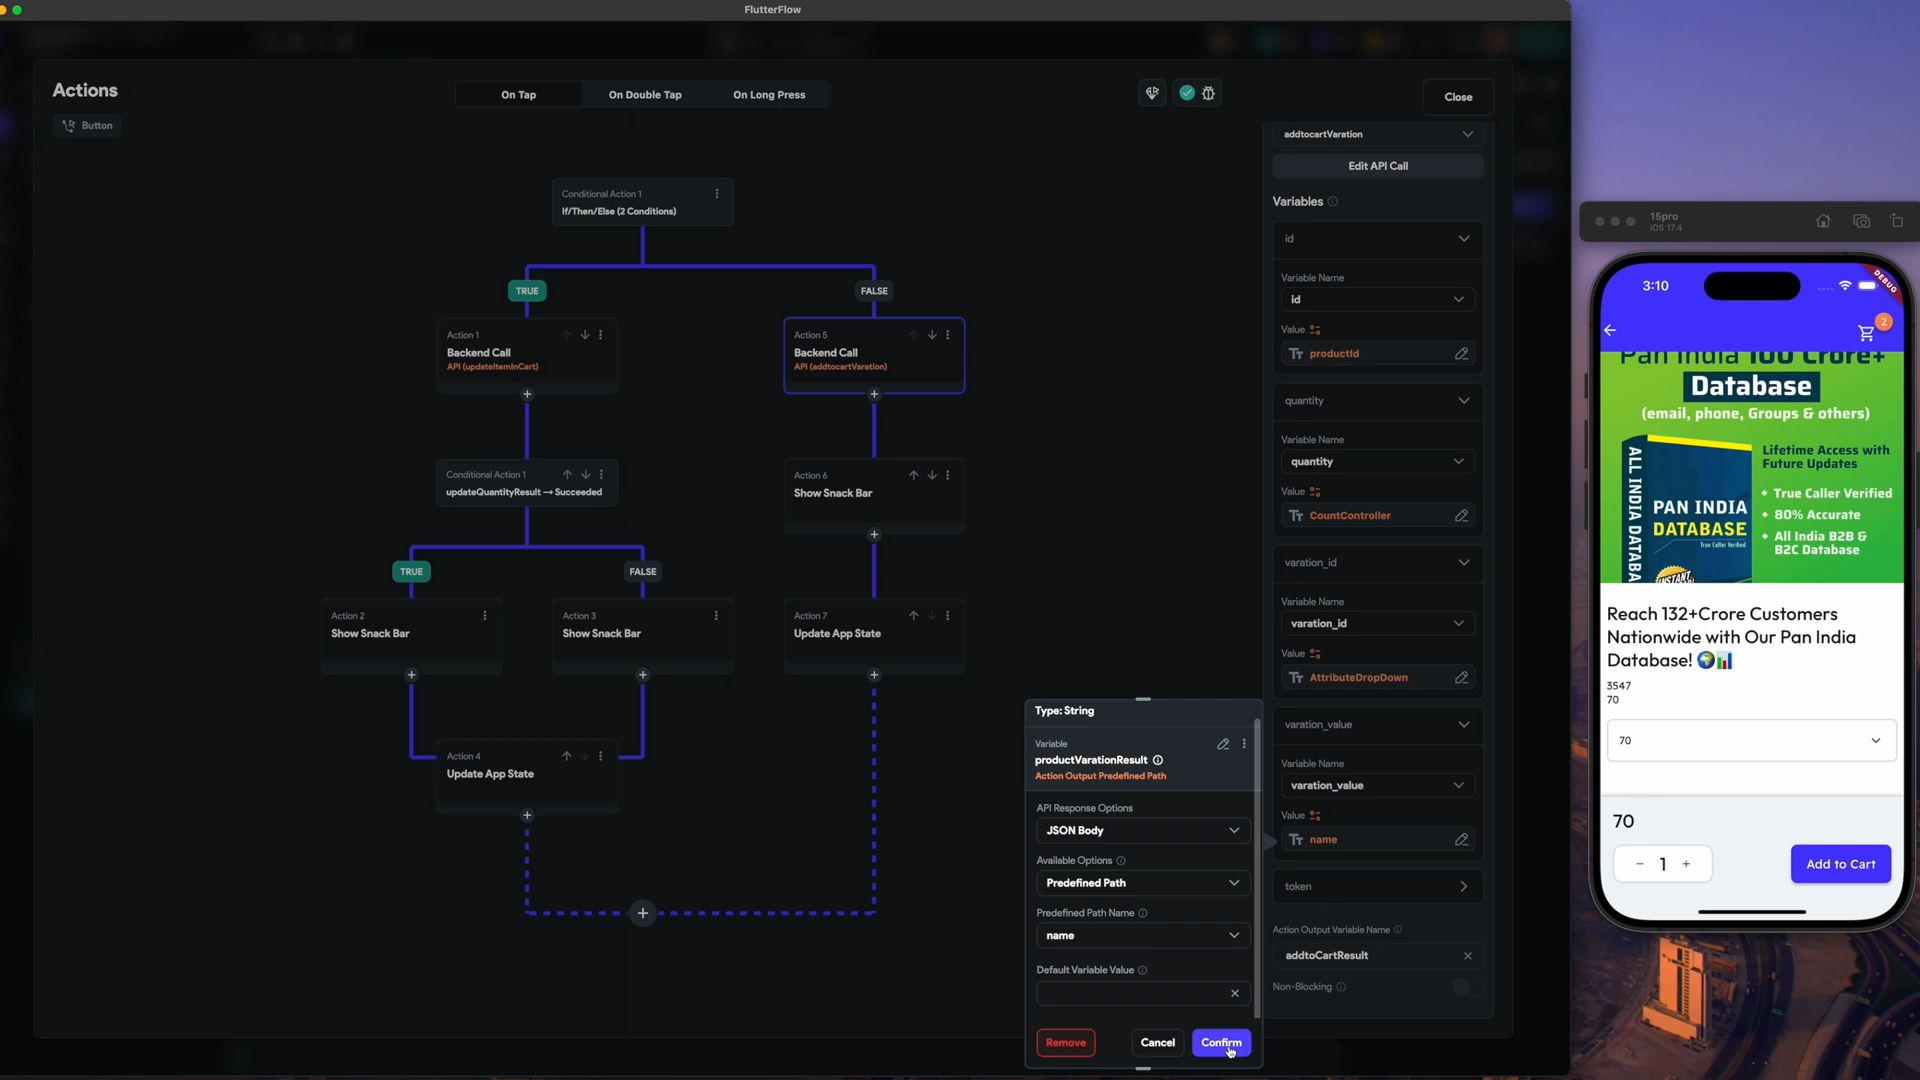 FlutterFlow
Actions
Button
On Tap
On Double Tap
On Long Press
Close
Conditional Action 1
If/Then/Else (2 Conditions)
TRUE
FALSE
Action 1
Backend Call
API (updateItemInCart)
Action 5
Backend Call
API (addtocartVaration)
Conditional Action 1
updateQuantityResult → Succeeded
Action 6
Show Snack Bar
TRUE
FALSE
Action 2
Show Snack Bar
Action 3
Show Snack Bar
Action 7
Update App State
Action 4
Update App State
Type: String
Variable
productVarationResult
Action Output Predefined Path
API Response Options
JSON Body
Available Options
Predefined Path
Predefined Path Name
name
Default Variable Value
Remove
Cancel
Confirm
addtocartVaration
Edit API Call
Variables
id
Variable Name
id
Value
productId
quantity
Variable Name
quantity
Value
CountController
varation_id
Variable Name
varation_id
Value
AttributeDropDown
varation_value
Variable Name
varation_value
Value
name
token
Action Output Variable Name
addtoCartResult
Non-Blocking
15pro
iOS 17.4
3:10
DEBUG
2
Pan India 100 Crore+
Database
(email, phone, Groups & others)
ALL INDIA DATABA
PAN INDIA
DATABASE
True Caller Verified
INSTANT
Lifetime Access with
Future Updates
True Caller Verified
80% Accurate
All India B2B &
B2C Database
Reach 132+Crore Customers
Nationwide with Our Pan India
Database! 🌍📊
3547
70
70
70
− 1 +
Add to Cart